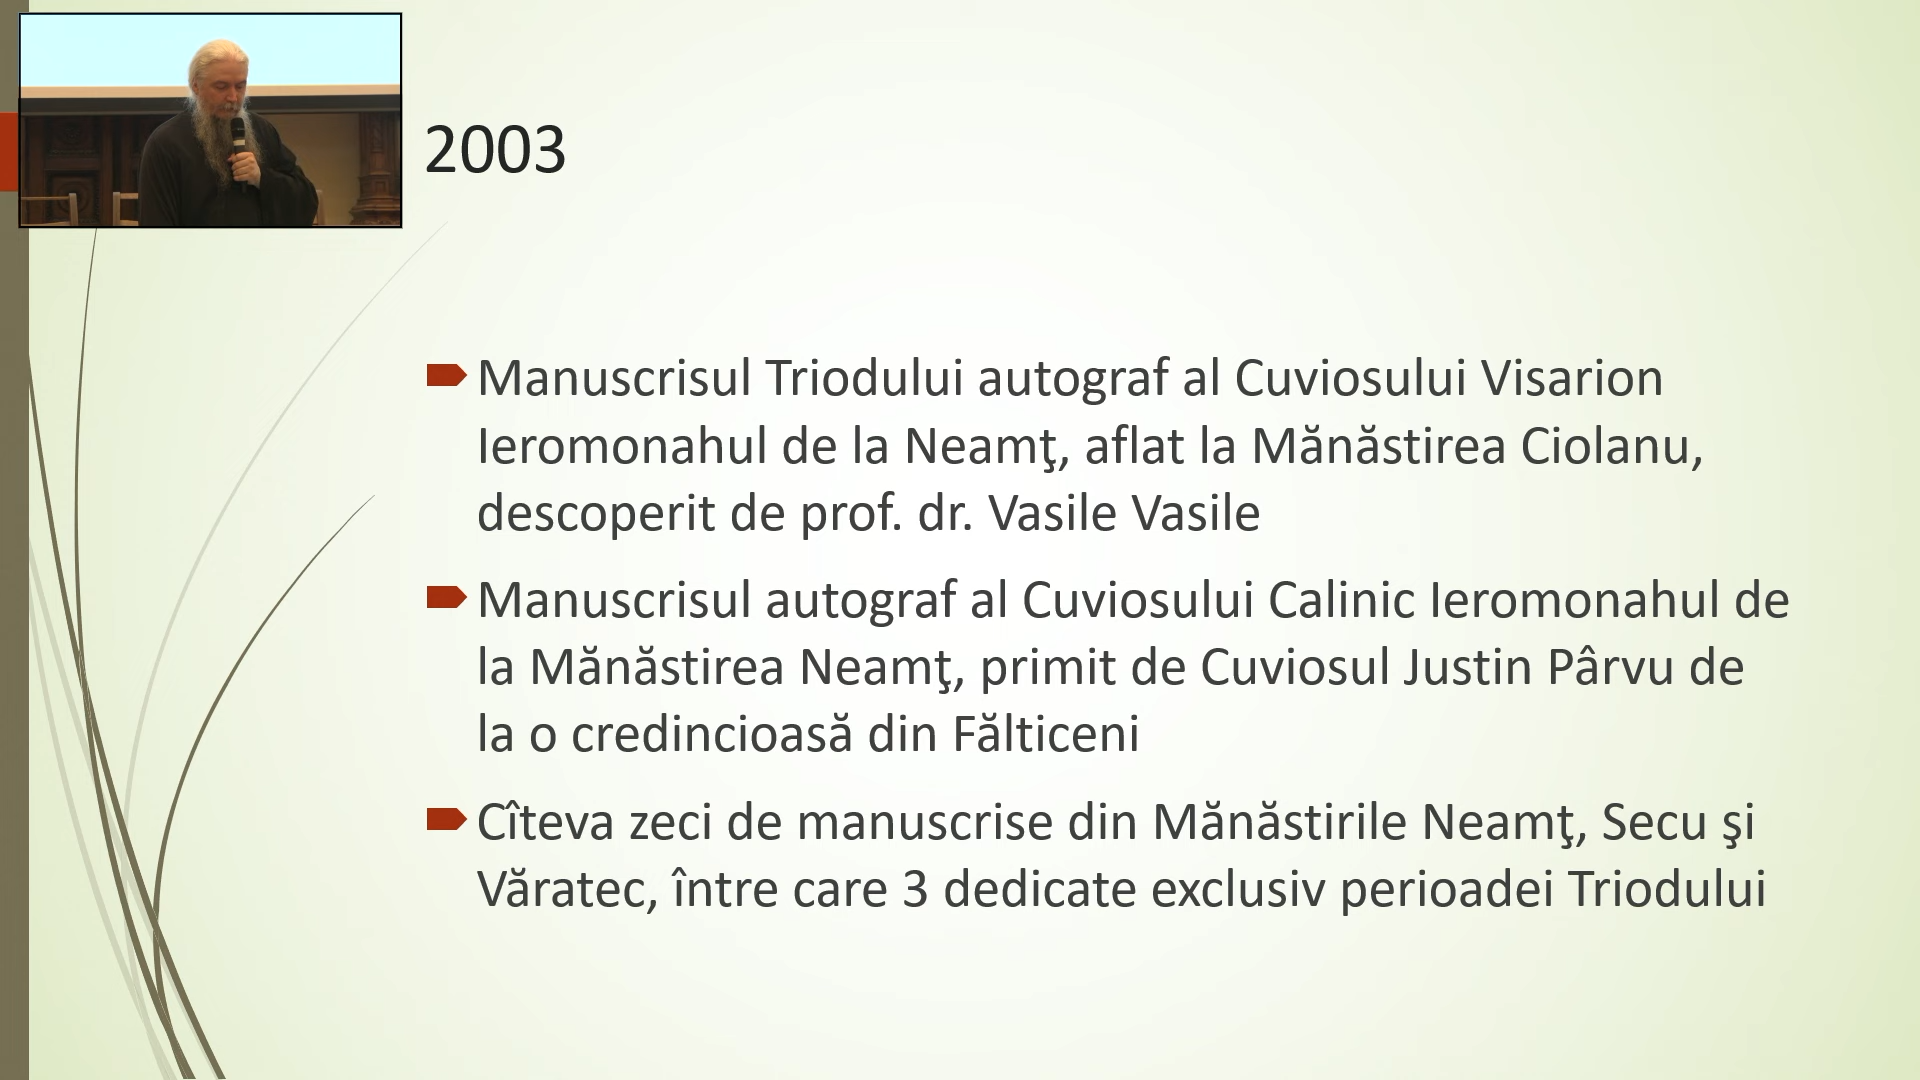 2003
Manuscrisul Triodului autograf al Cuviosului Visarion
Ieromonahul de la Neamţ, aflat la Mănăstirea Ciolanu,
descoperit de prof. dr. Vasile Vasile
Manuscrisul autograf al Cuviosului Calinic Ieromonahul de
la Mănăstirea Neamţ, primit de Cuviosul Justin Pârvu de
la o credincioasă din Fălticeni
Cîteva zeci de manuscrise din Mănăstirile Neamţ, Secu şi
Văratec, între care 3 dedicate exclusiv perioadei Triodului